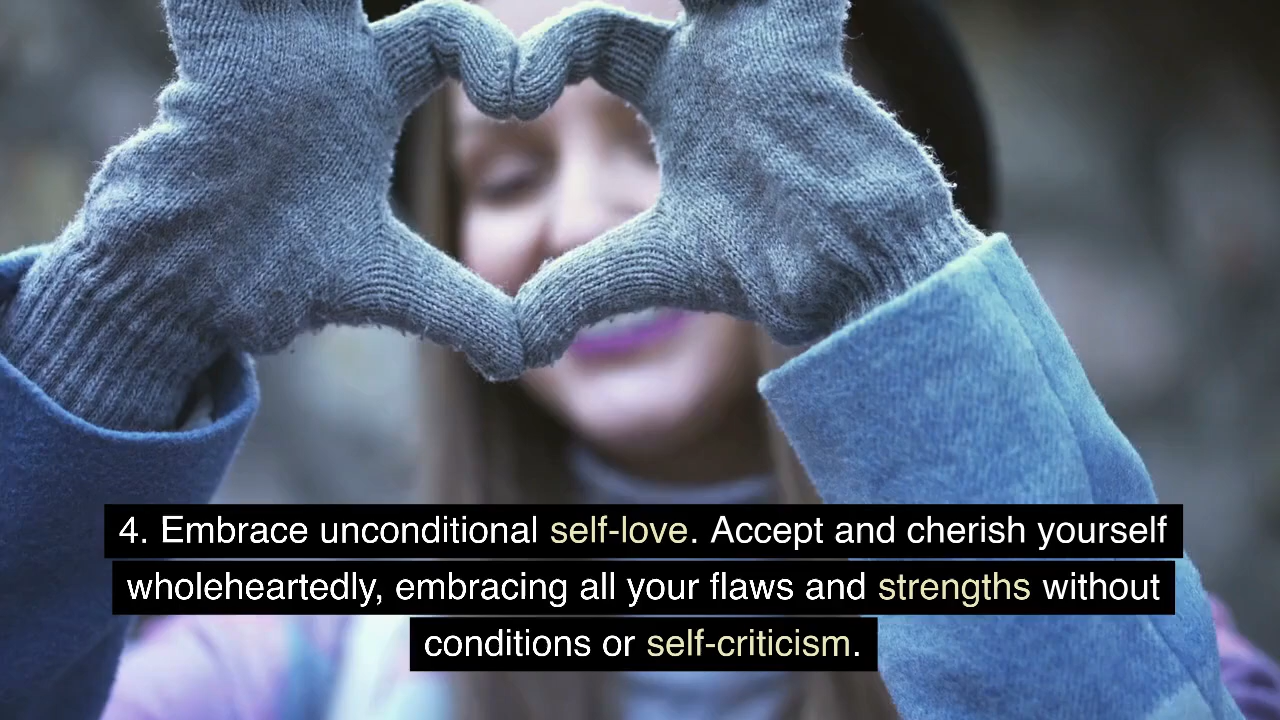 4. Embrace unconditional self-love. Accept and cherish yourself
wholeheartedly, embracing all your flaws and strengths without
conditions or self-criticism.